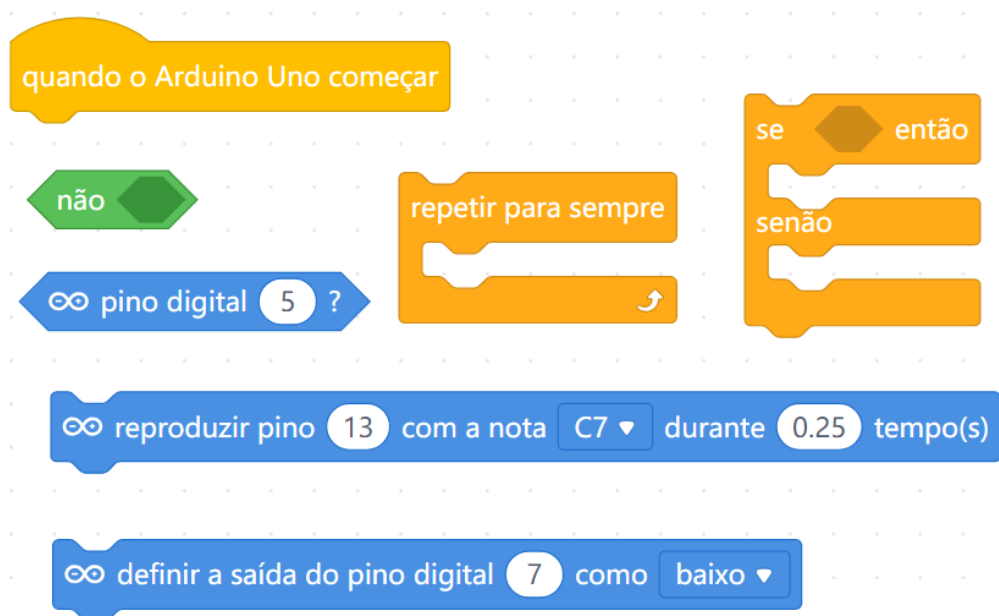 quando o Arduino Uno começar
se então
não
repetir para sempre
senão
pino digital 5 ?
reproduzir pino 13 com a nota C7 durante 0.25 tempo(s)
definir a saída do pino digital 7 como baixo